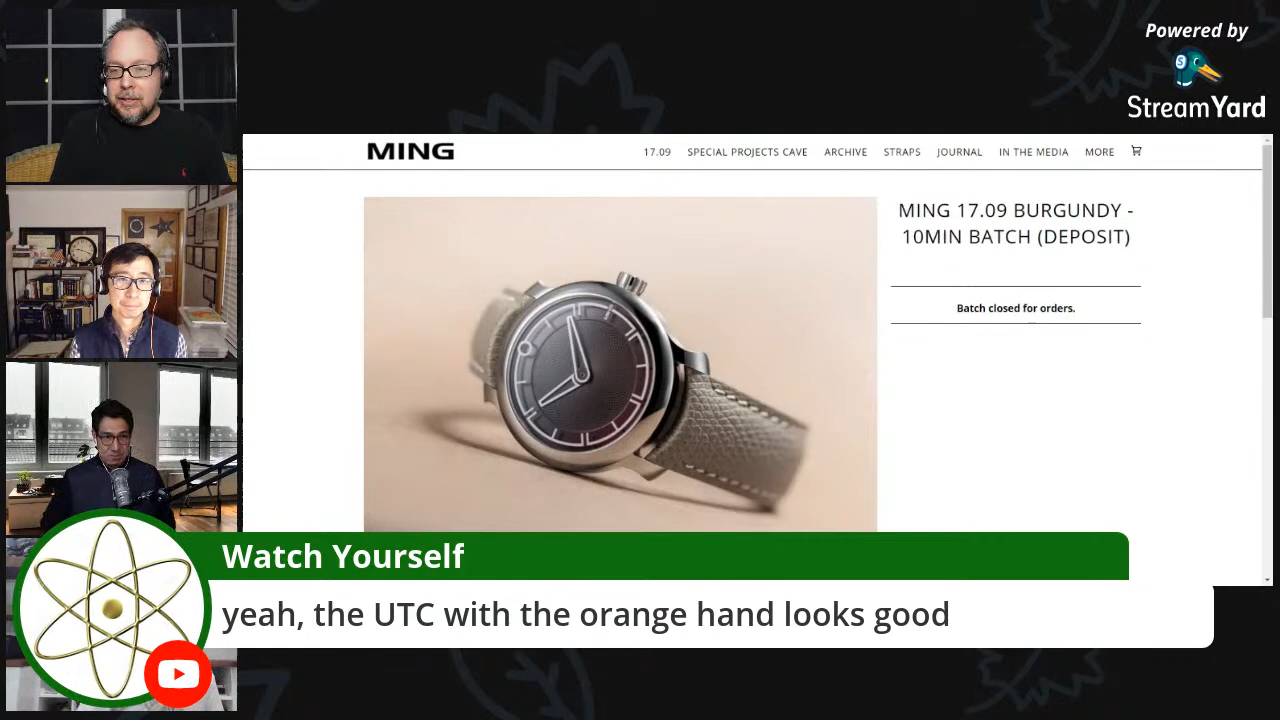 Powered by
StreamYard
MING
17.09 SPECIAL PROJECTS CAVE ARCHIVE STRAPS JOURNAL IN THE MEDIA MORE
MING 17.09 BURGUNDY -
10MIN BATCH (DEPOSIT)
Batch closed for orders.
Watch Yourself
yeah, the UTC with the orange hand looks good